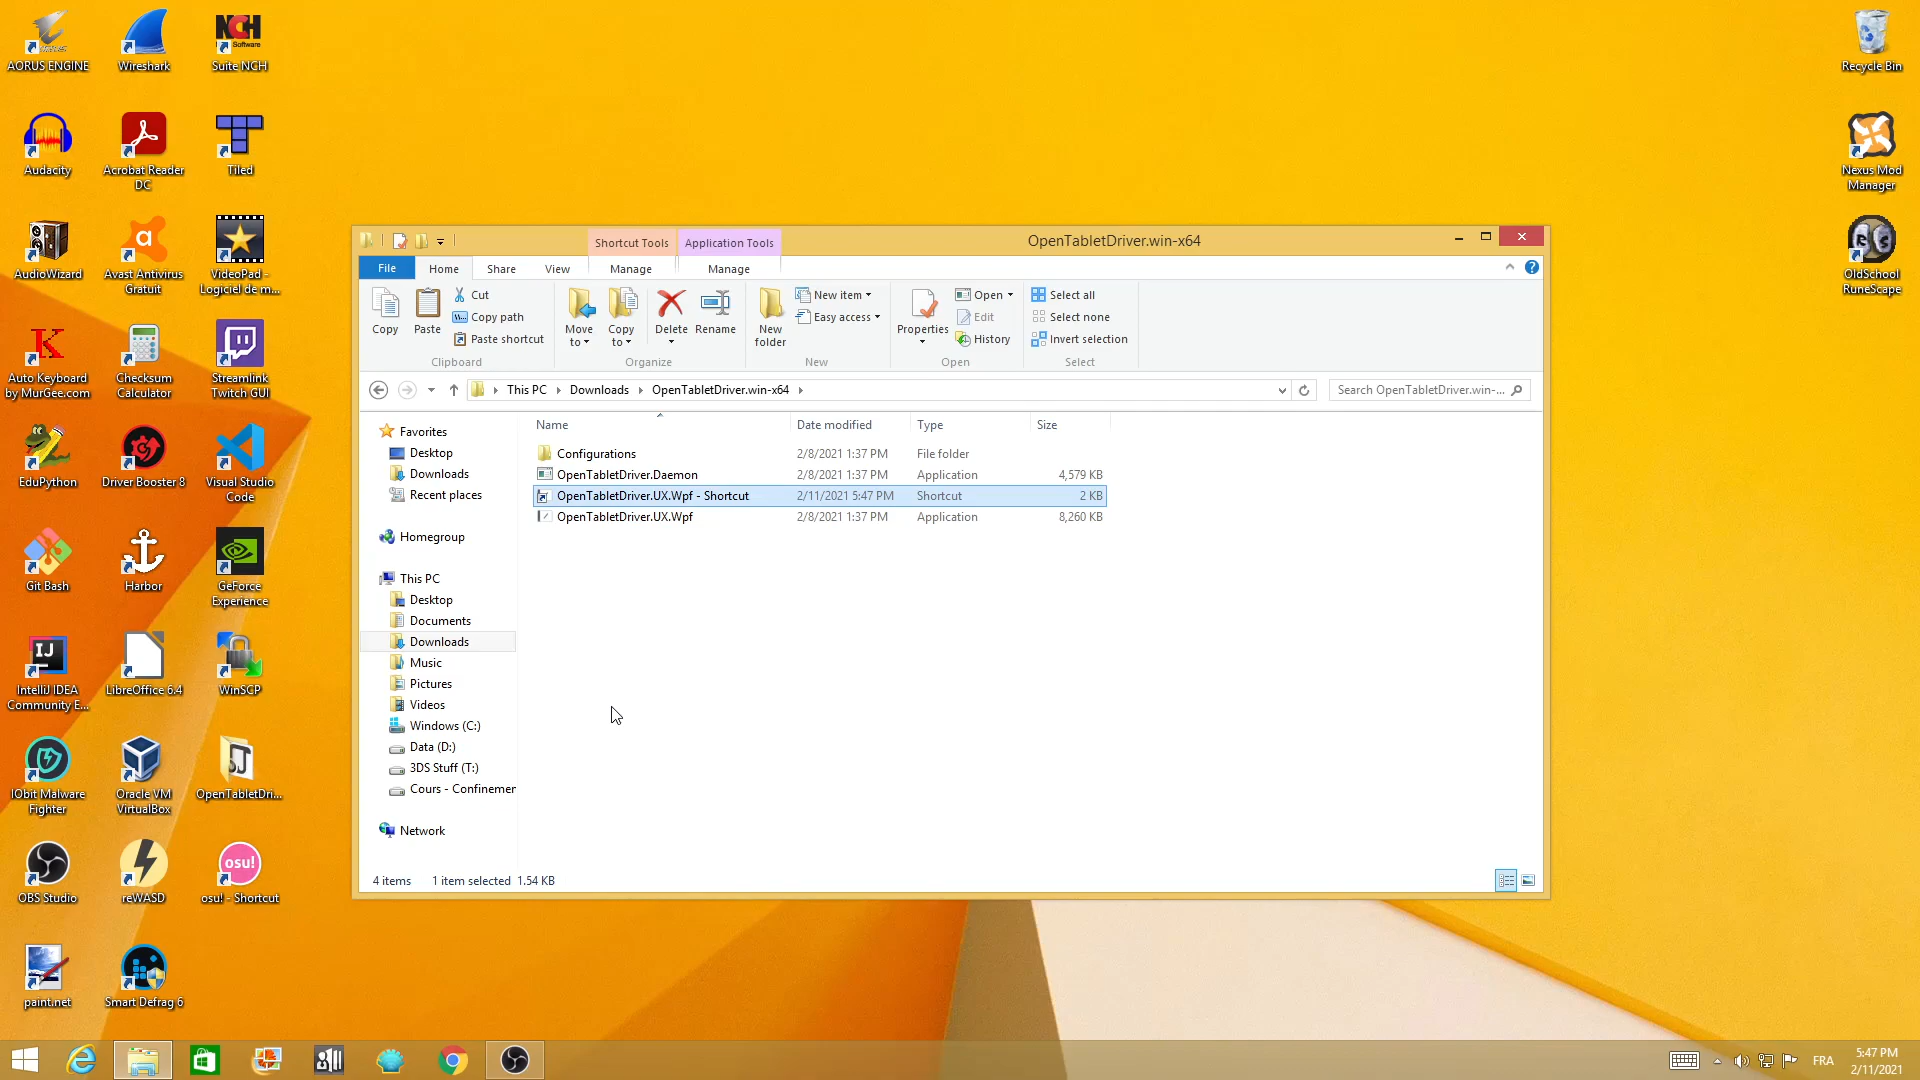 AORUS ENGINE
Wireshark
NCH
Software
Suite NCH
Audacity
Acrobat Reader
DC
Tiled
AudioWizard
Avast Antivirus
Gratuit
VideoPad -
Logiciel de m...
Auto Keyboard
by MurGee.com
Checksum
Calculator
Streamlink
Twitch GUI
EduPython
Driver Booster 8
Visual Studio
Code
Git Bash
Harbor
GeForce
Experience
IJ
IntelliJ IDEA
Community E...
LibreOffice 6.4
WinSCP
IObit Malware
Fighter
Oracle VM
VirtualBox
OpenTabletDri...
OBS Studio
reWASD
osu!
osu! - Shortcut
paint.net
Smart Defrag 6
Recycle Bin
Nexus Mod
Manager
OldSchool
RuneScape
Shortcut Tools
Application Tools
OpenTabletDriver.win-x64
File
Home
Share
View
Manage
Manage
Copy
Paste
Cut
Copy path
Paste shortcut
Clipboard
Move
to
Copy
to
Delete
Rename
Organize
New
folder
New item
Easy access
New
Properties
Open
Edit
History
Open
Select all
Select none
Invert selection
Select
This PC
Downloads
OpenTabletDriver.win-x64
Search OpenTabletDriver.win-...
Favorites
Desktop
Downloads
Recent places
Homegroup
This PC
Desktop
Documents
Downloads
Music
Pictures
Videos
Windows (C:)
Data (D:)
3DS Stuff (T:)
Cours - Confinemer
Network
Name Date modified Type Size
Configurations 2/8/2021 1:37 PM File folder
OpenTabletDriver.Daemon 2/8/2021 1:37 PM Application 4,579 KB
OpenTabletDriver.UX.Wpf - Shortcut 2/11/2021 5:47 PM Shortcut 2 KB
OpenTabletDriver.UX.Wpf 2/8/2021 1:37 PM Application 8,260 KB
4 items 1 item selected 1.54 KB
FRA
5:47 PM
2/11/2021